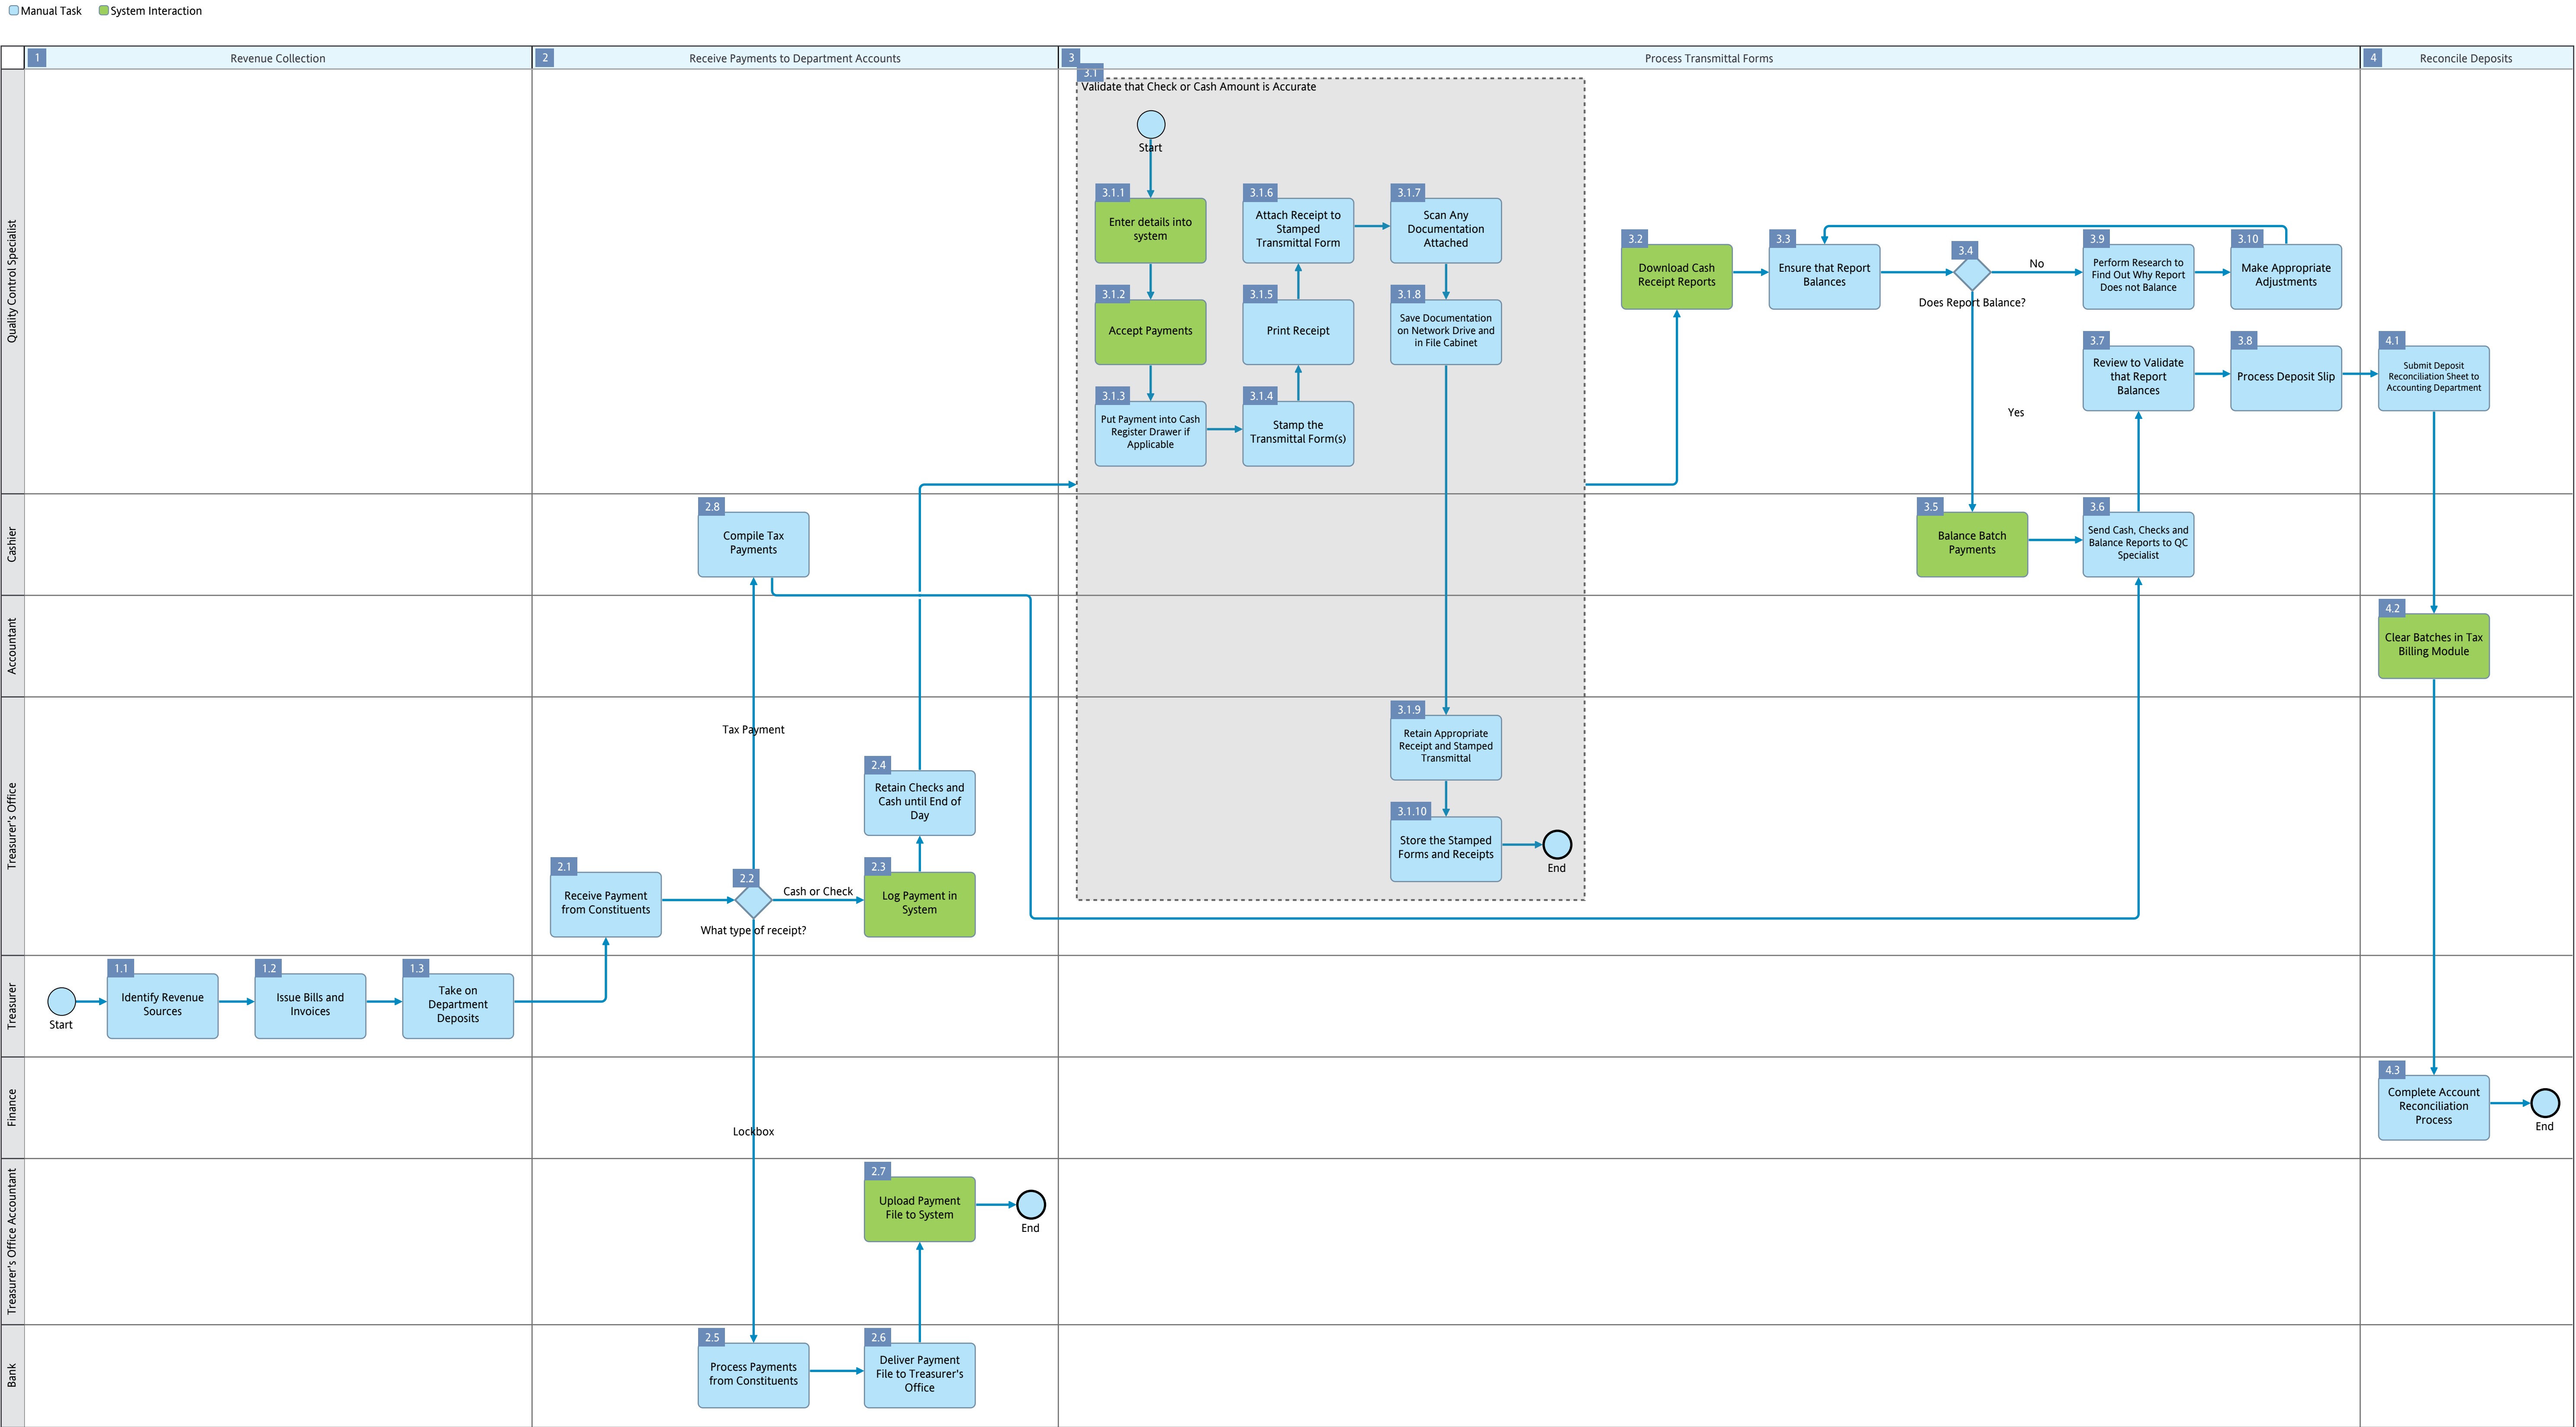 Manual Task
System Interaction
1
Revenue Collection
2
Receive Payments to Department Accounts
3
Process Transmittal Forms
4
Reconcile Deposits
Quality Control Specialist
3.1
Validate that Check or Cash Amount is Accurate
Start
3.1.1
Enter details into
system
3.1.2
Accept Payments
3.1.3
Put Payment into Cash
Register Drawer if
Applicable
3.1.4
Stamp the
Transmittal Form(s)
3.1.5
Print Receipt
3.1.6
Attach Receipt to
Stamped
Transmittal Form
3.1.7
Scan Any
Documentation
Attached
3.1.8
Save Documentation
on Network Drive and
in File Cabinet
3.2
Download Cash
Receipt Reports
3.3
Ensure that Report
Balances
3.4
Does Report Balance?
No
Yes
3.9
Perform Research to
Find Out Why Report
Does not Balance
3.10
Make Appropriate
Adjustments
3.7
Review to Validate
that Report
Balances
3.8
Process Deposit Slip
4.1
Submit Deposit
Reconciliation Sheet to
Accounting Department
Cashier
2.8
Compile Tax
Payments
3.5
Balance Batch
Payments
3.6
Send Cash, Checks and
Balance Reports to QC
Specialist
Accountant
4.2
Clear Batches in Tax
Billing Module
Treasurer's Office
Tax Payment
2.4
Retain Checks and
Cash until End of
Day
2.1
Receive Payment
from Constituents
2.2
What type of receipt?
Cash or Check
2.3
Log Payment in
System
3.1.9
Retain Appropriate
Receipt and Stamped
Transmittal
3.1.10
Store the Stamped
Forms and Receipts
End
Treasurer
Start
1.1
Identify Revenue
Sources
1.2
Issue Bills and
Invoices
1.3
Take on
Department
Deposits
Finance
Lockbox
4.3
Complete Account
Reconciliation
Process
End
Treasurer's Office Accountant
2.7
Upload Payment
File to System
End
Bank
2.5
Process Payments
from Constituents
2.6
Deliver Payment
File to Treasurer's
Office